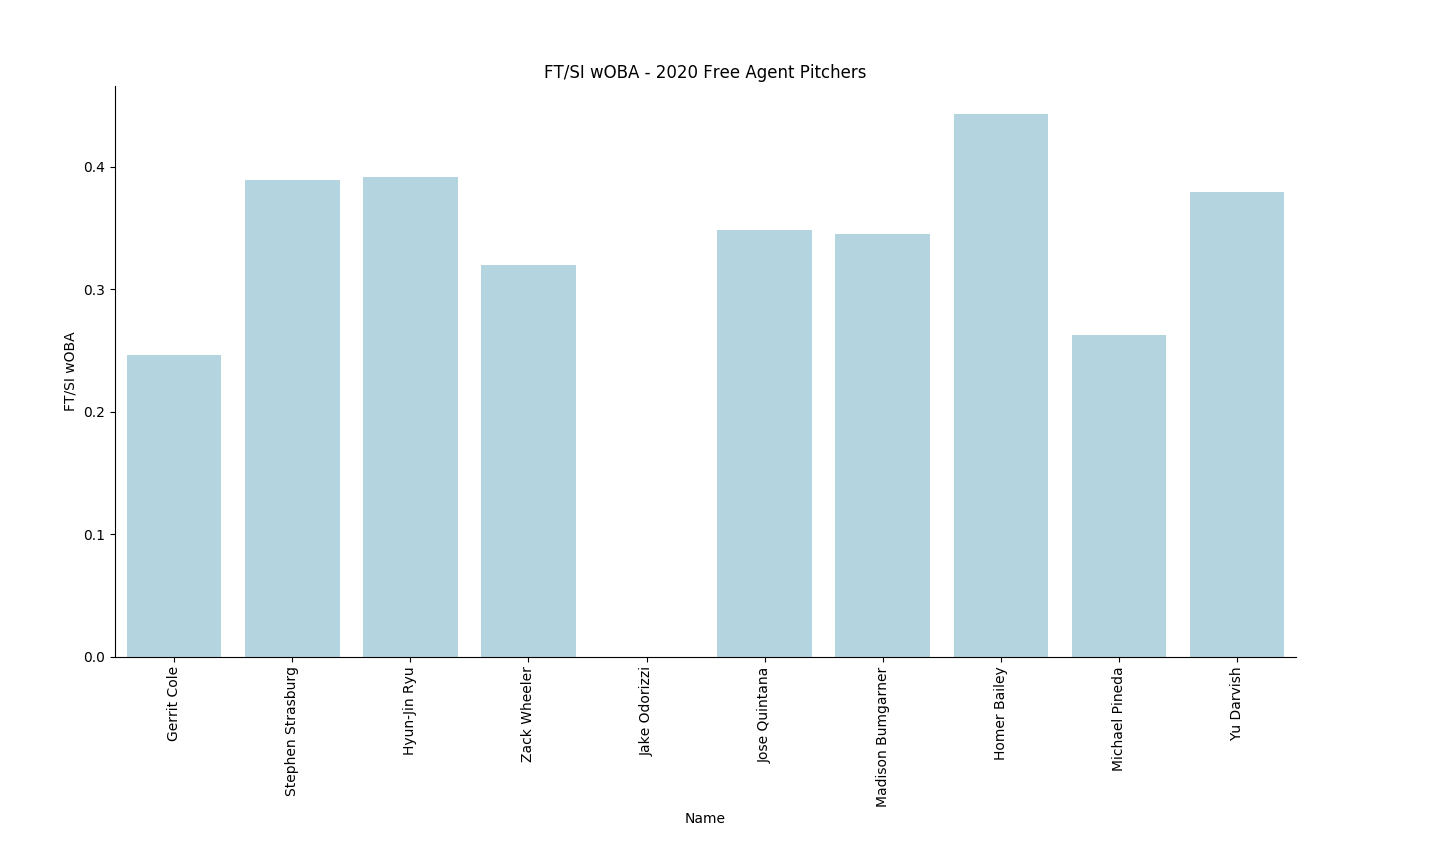 FT/SI wOBA - 2020 Free Agent Pitchers
FT/SI wOBA
0.4
0.3
0.2
0.1
0.0
Gerrit Cole
Stephen Strasburg
Hyun-Jin Ryu
Zack Wheeler
Jake Odorizzi
Jose Quintana
Madison Bumgarner
Homer Bailey
Michael Pineda
Yu Darvish
Name